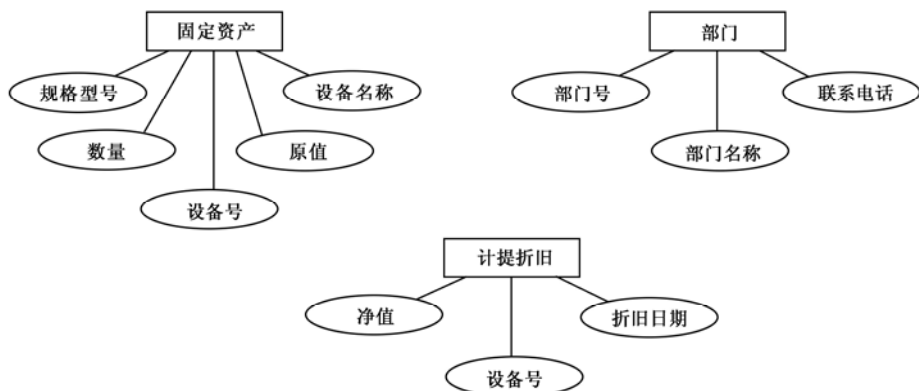 固定资产
规格型号
设备名称
数量
原值
设备号
部门
部门号
联系电话
部门名称
计提折旧
净值
折旧日期
设备号